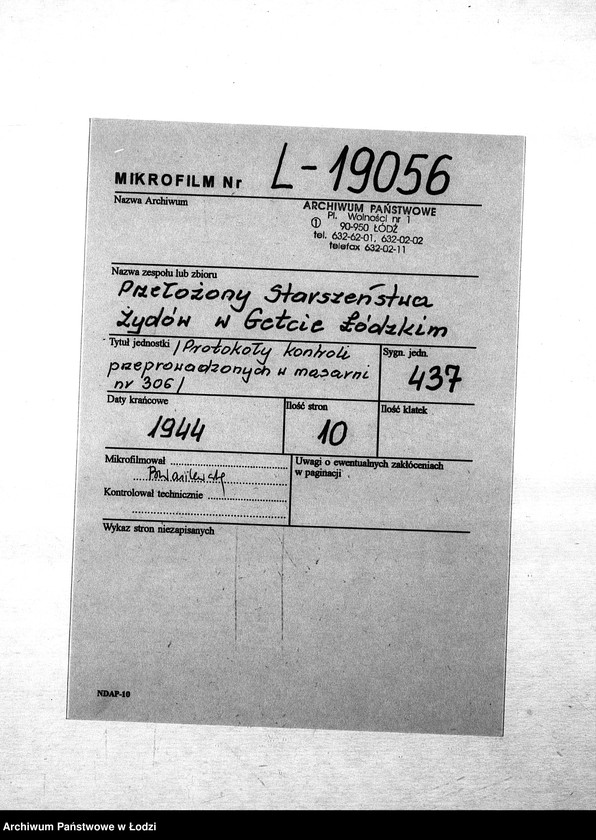 MIKROFILM Nr L-19056
Nazwa Archiwum
ARCHIWUM PAŃSTWOWE
Pl. Wolności nr 1
① 90-950 ŁÓDŹ
tel. 632-62-01, 632-02-02
telefax 632-02-11
Nazwa zespołu lub zbioru
Przełożony Starszeństwa
Żydów w Getcie Łódzkim
Tytuł jednostki /Protokoły kontroli
przeprowadzonych w masarni
nr 306/
Sygn. jedn.
437
Daty krańcowe
1944
Ilość stron
10
Ilość klatek
Mikrofilmował
Kontrolował technicznie
Uwagi o ewentualnych zakłóceniach
w paginacji
Wykaz stron niezapisanych
NDAP-10
Archiwum Państwowe w Łodzi